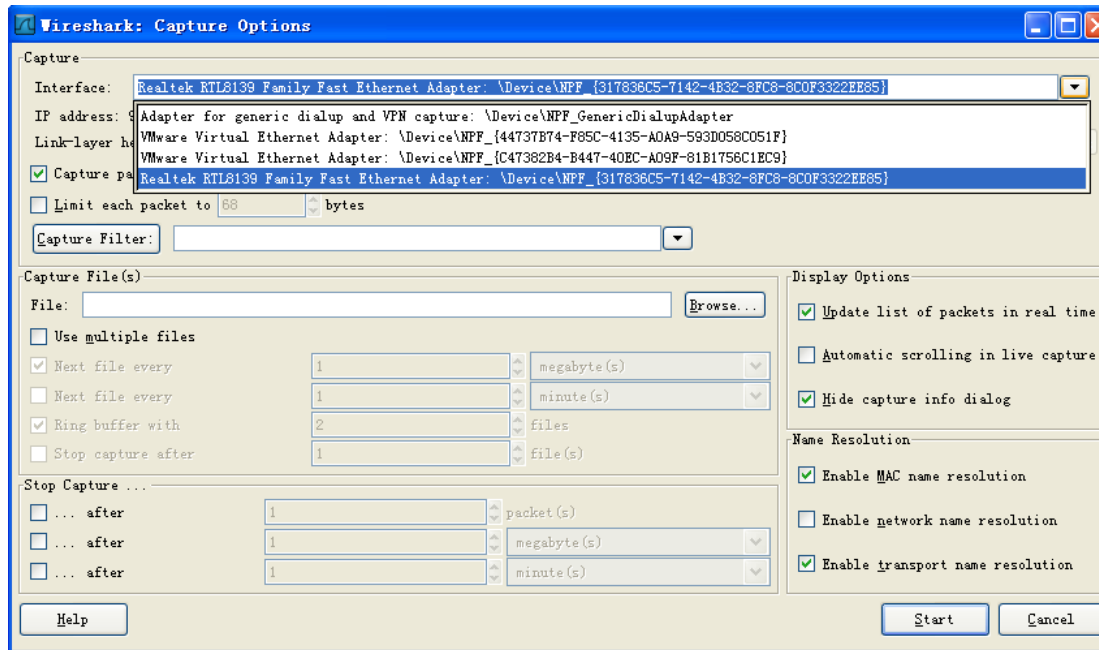 Wireshark: Capture Options
Capture
Interface: Realtek RTL8139 Family Fast Ethernet Adapter: \Device\NPF_{317836C5-7142-4B32-8FC8-8C0F3322EE85}
IP address:
Adapter for generic dialup and VPN capture: \Device\NPF_GenericDialupAdapter
Link-layer he
VMware Virtual Ethernet Adapter: \Device\NPF_{44737B74-F85C-4135-A0A9-593D058C051F}
VMware Virtual Ethernet Adapter: \Device\NPF_{C47382B4-B447-40EC-A09F-81B1756C1EC9}
Capture pa
Realtek RTL8139 Family Fast Ethernet Adapter: \Device\NPF_{317836C5-7142-4B32-8FC8-8C0F3322EE85}
Limit each packet to 68 bytes
Capture Filter:
Capture File(s)
File: Browse...
Use multiple files
Next file every 1 megabyte(s)
Next file every 1 minute(s)
Ring buffer with 2 files
Stop capture after 1 file(s)
Display Options
Update list of packets in real time
Automatic scrolling in live capture
Hide capture info dialog
Stop Capture ...
... after 1 packet(s)
... after 1 megabyte(s)
... after 1 minute(s)
Name Resolution
Enable MAC name resolution
Enable network name resolution
Enable transport name resolution
Help Start Cancel